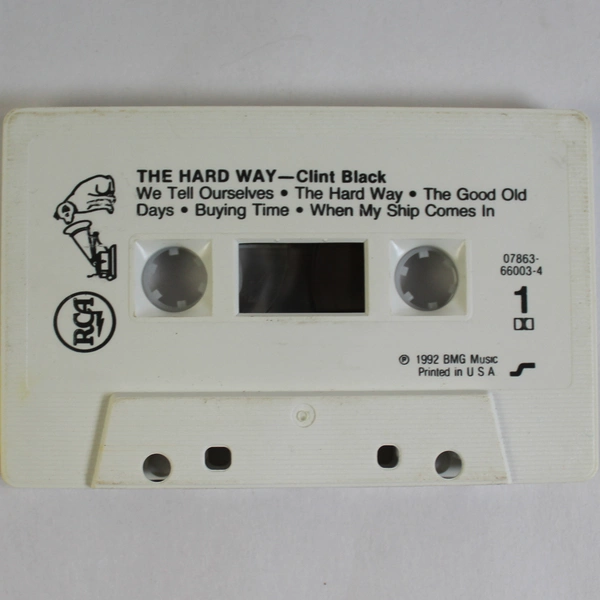 THE HARD WAY—Clint Black
We Tell Ourselves • The Hard Way • The Good Old
Days • Buying Time • When My Ship Comes In
07863-
66003-4
1
RCA
℗ 1992 BMG Music
Printed in U S A